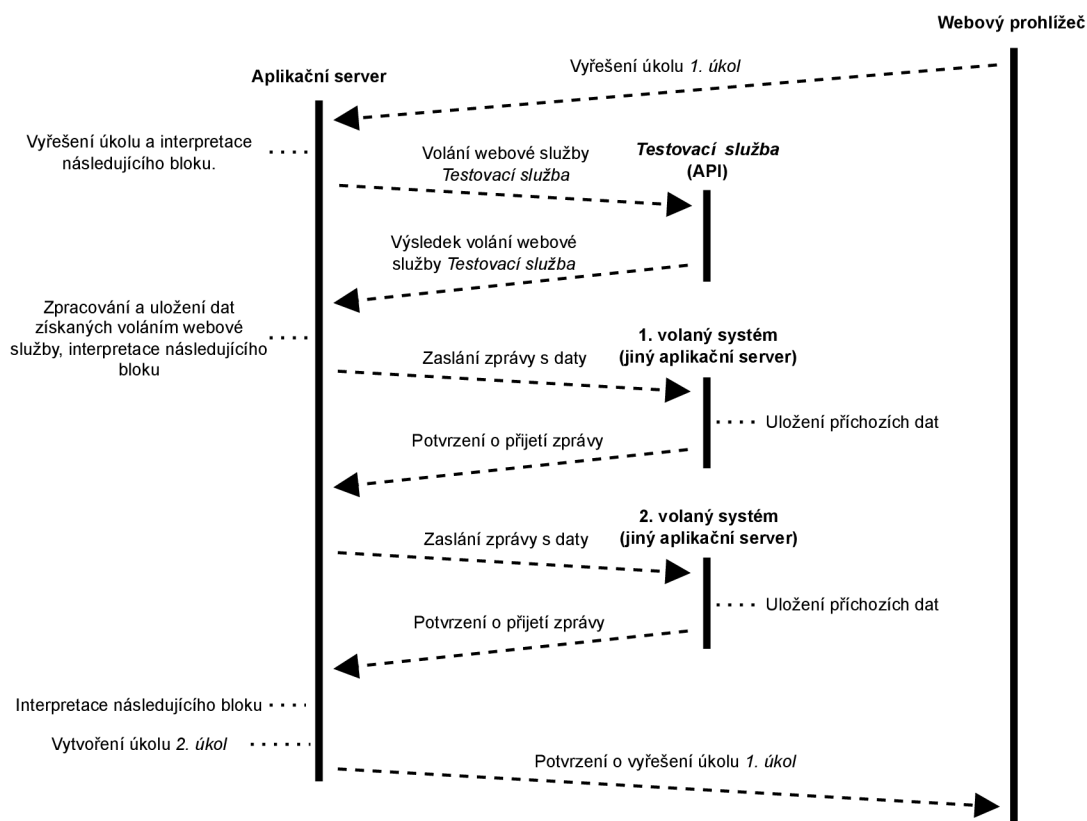 Webový prohlížeč
Vyřešení úkolu 1. úkol
Aplikační server
Vyřešení úkolu a interpretace
následujícího bloku.
Volání webové služby
Testovací služba
Testovací služba
(API)
Výsledek volání webové
služby Testovací služba
Zpracování a uložení dat
získaných voláním webové
služby, interpretace následujícího
bloku
1. volaný systém
(jiný aplikační server)
Zaslání zprávy s daty
Uložení příchozích dat
Potvrzení o přijetí zprávy
2. volaný systém
(jiný aplikační server)
Zaslání zprávy s daty
Uložení příchozích dat
Potvrzení o přijetí zprávy
Interpretace následujícího bloku
Vytvoření úkolu 2. úkol
Potvrzení o vyřešení úkolu 1. úkol